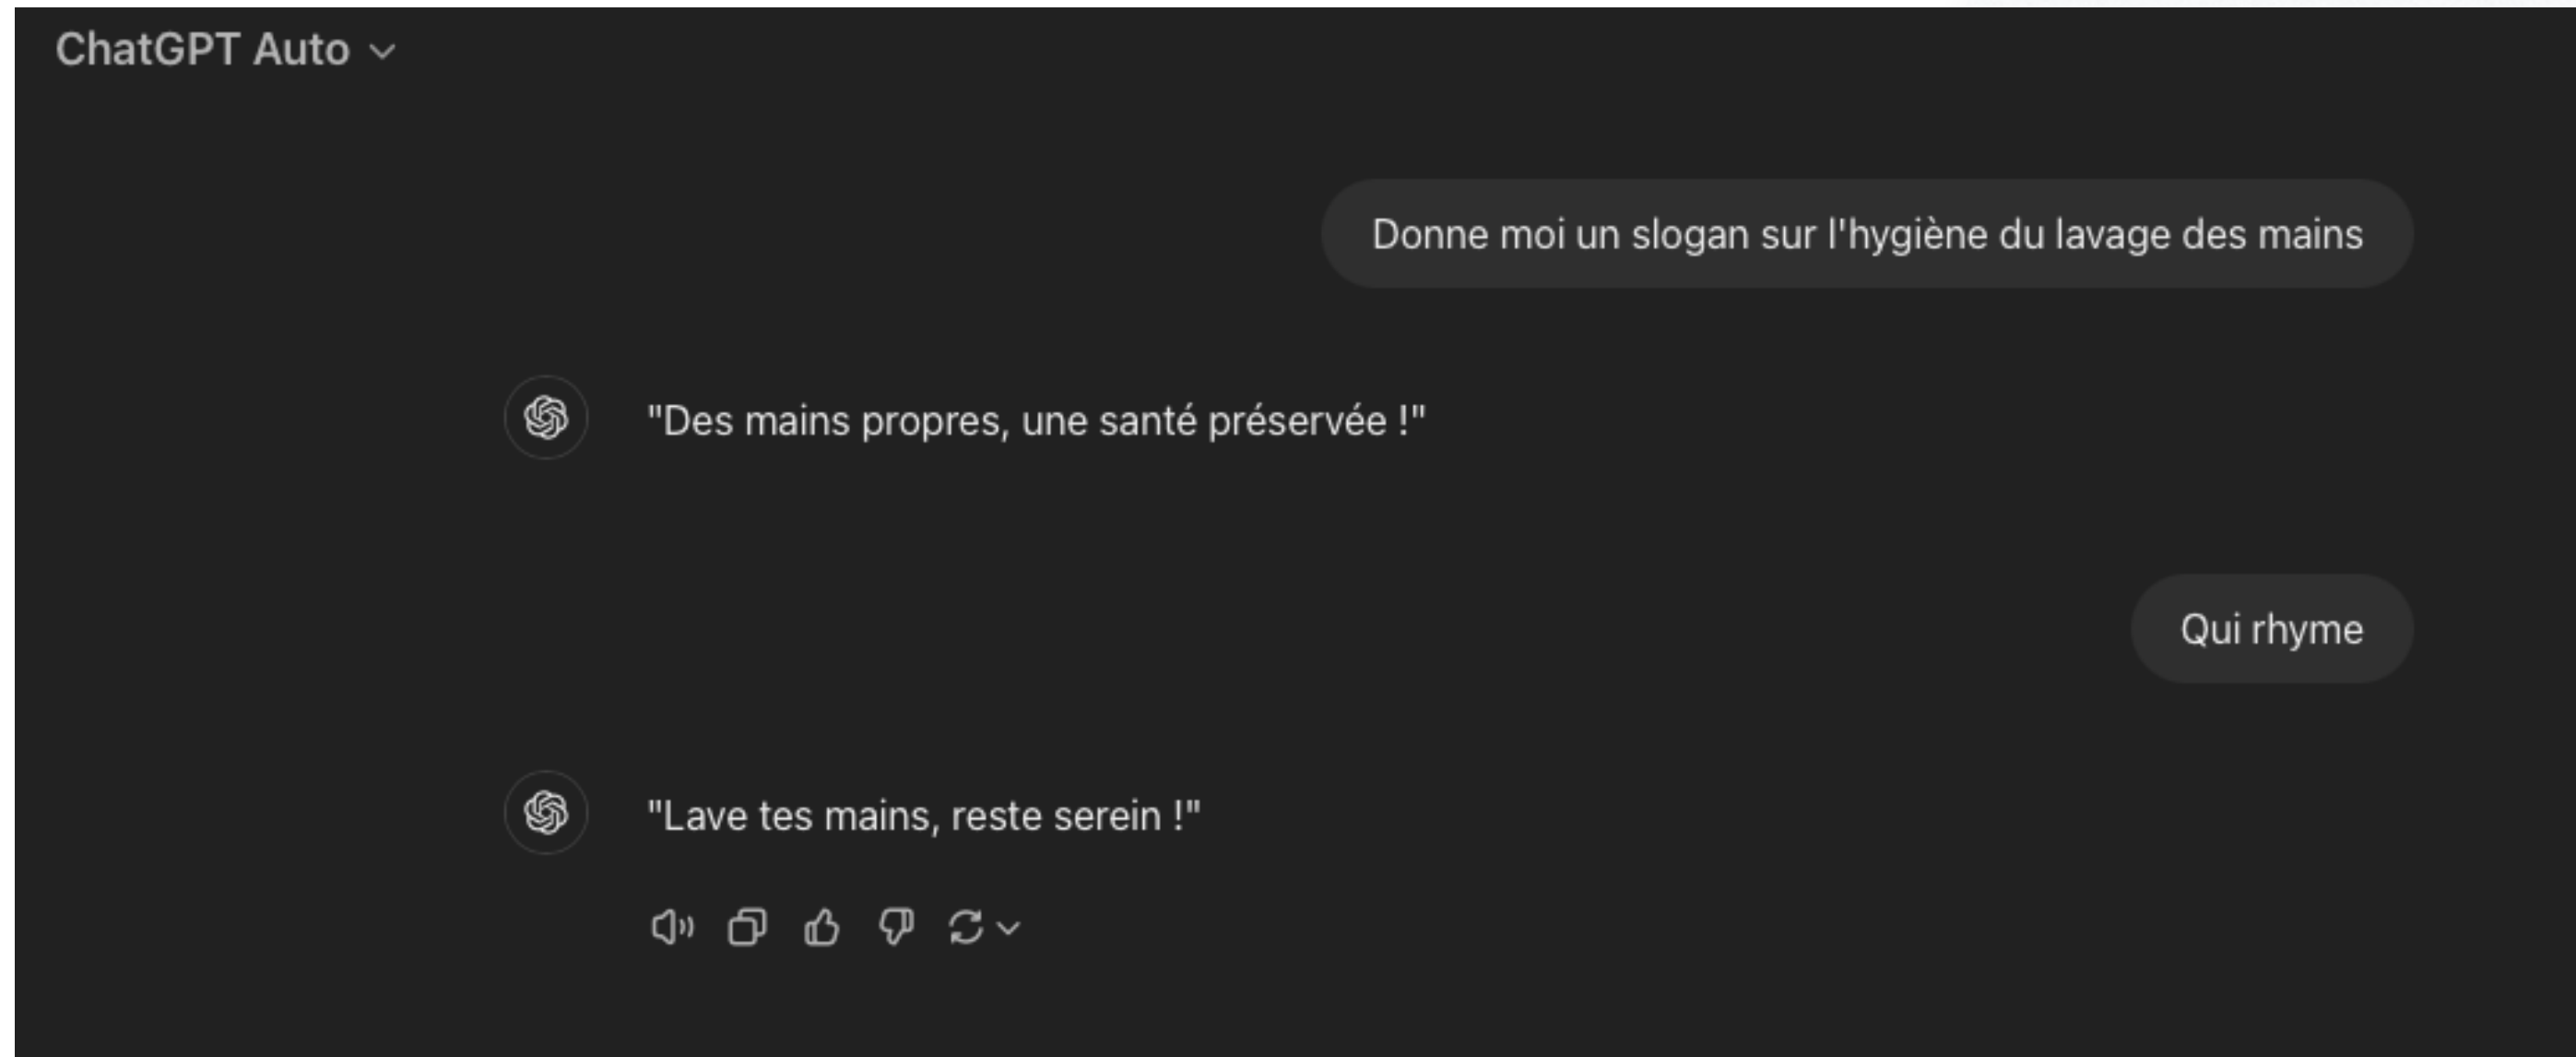 ChatGPT Auto
Donne moi un slogan sur l'hygiène du lavage des mains
"Des mains propres, une santé préservée !"
Qui rhyme
"Lave tes mains, reste serein !"